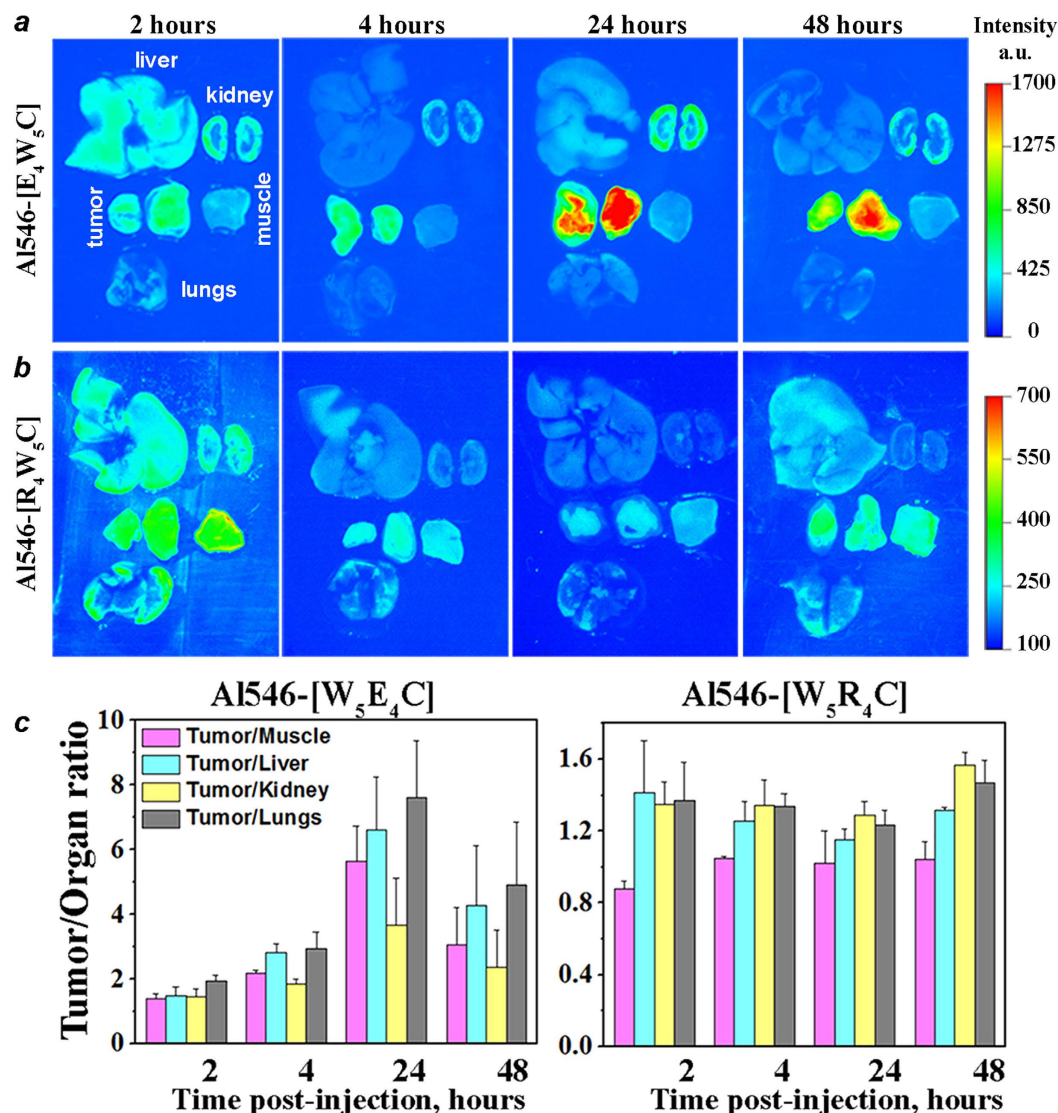 a 2 hours 4 hours 24 hours 48 hours Intensity
a.u.
Al546-[E₄W₅C]
liver
kidney
tumor
muscle
lungs
1700
1275
850
425
0
b
Al546-[R₄W₅C]
700
550
400
250
100
c
Al546-[W₅E₄C]
Tumor/Organ ratio
10
8
6
4
2
0
Tumor/Muscle
Tumor/Liver
Tumor/Kidney
Tumor/Lungs
2 4 24 48
Time post-injection, hours
Al546-[W₅R₄C]
1.6
1.2
0.8
0.4
0.0
2 4 24 48
Time post-injection, hours